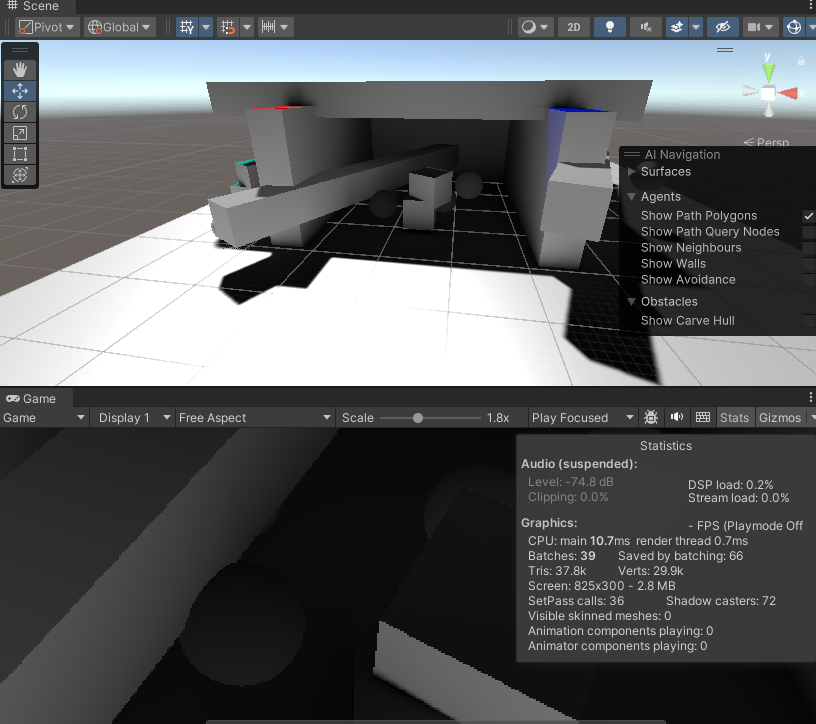 Scene
Pivot Global 2D
y
Persp
AI Navigation
Surfaces
Agents
Show Path Polygons
Show Path Query Nodes
Show Neighbours
Show Walls
Show Avoidance
Obstacles
Show Carve Hull
Game
Game Display 1 Free Aspect Scale 1.8x Play Focused Stats Gizmos
Statistics
Audio (suspended):
Level: -74.8 dB DSP load: 0.2%
Clipping: 0.0% Stream load: 0.0%
Graphics: - FPS (Playmode Off
CPU: main 10.7ms render thread 0.7ms
Batches: 39 Saved by batching: 66
Tris: 37.8k Verts: 29.9k
Screen: 825x300 - 2.8 MB
SetPass calls: 36 Shadow casters: 72
Visible skinned meshes: 0
Animation components playing: 0
Animator components playing: 0